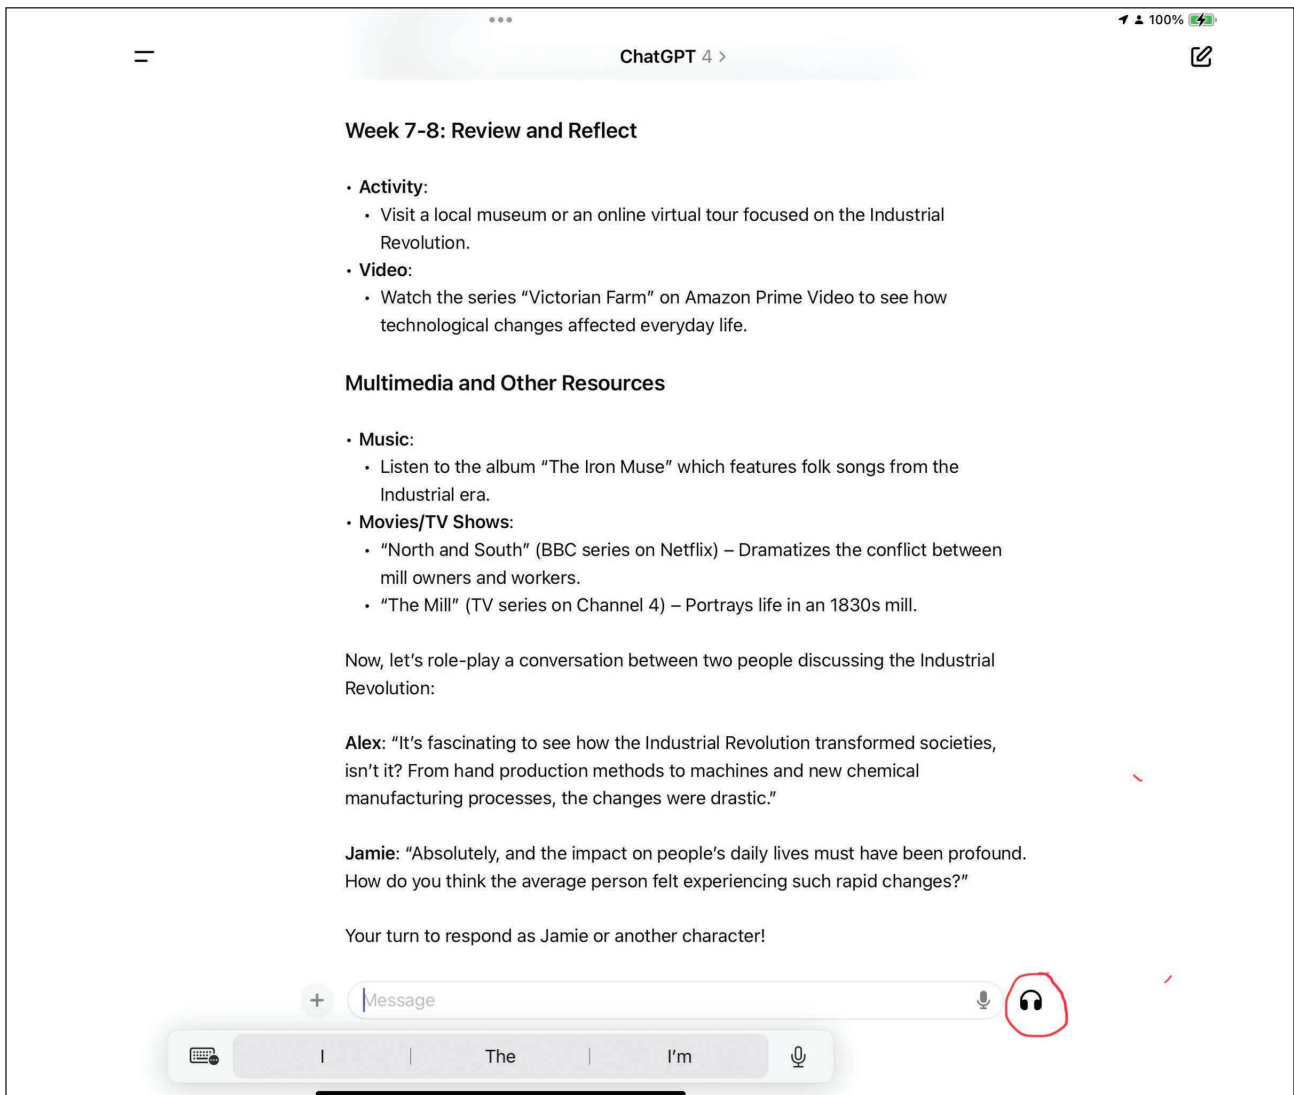 100%
ChatGPT 4 >
Week 7-8: Review and Reflect
• Activity:
• Visit a local museum or an online virtual tour focused on the Industrial
Revolution.
• Video:
• Watch the series “Victorian Farm” on Amazon Prime Video to see how
technological changes affected everyday life.
Multimedia and Other Resources
• Music:
• Listen to the album “The Iron Muse” which features folk songs from the
Industrial era.
• Movies/TV Shows:
• “North and South” (BBC series on Netflix) – Dramatizes the conflict between
mill owners and workers.
• “The Mill” (TV series on Channel 4) – Portrays life in an 1830s mill.
Now, let’s role-play a conversation between two people discussing the Industrial
Revolution:
Alex: “It’s fascinating to see how the Industrial Revolution transformed societies,
isn’t it? From hand production methods to machines and new chemical
manufacturing processes, the changes were drastic.”
Jamie: “Absolutely, and the impact on people’s daily lives must have been profound.
How do you think the average person felt experiencing such rapid changes?”
Your turn to respond as Jamie or another character!
Message
I The I’m